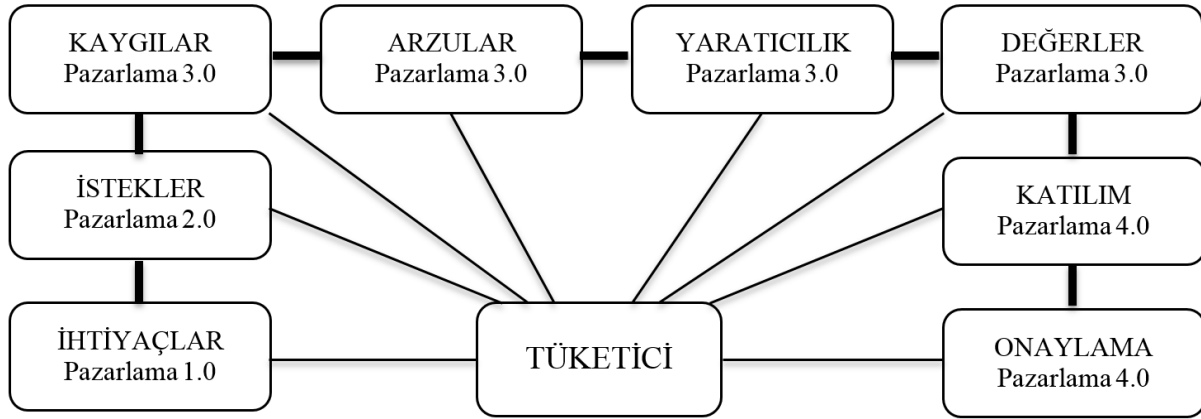 KAYGILAR
Pazarlama 3.0
ARZULAR
Pazarlama 3.0
YARATICILIK
Pazarlama 3.0
DEĞERLER
Pazarlama 3.0
İSTEKLER
Pazarlama 2.0
KATILIM
Pazarlama 4.0
İHTİYAÇLAR
Pazarlama 1.0
TÜKETİCİ
ONAYLAMA
Pazarlama 4.0